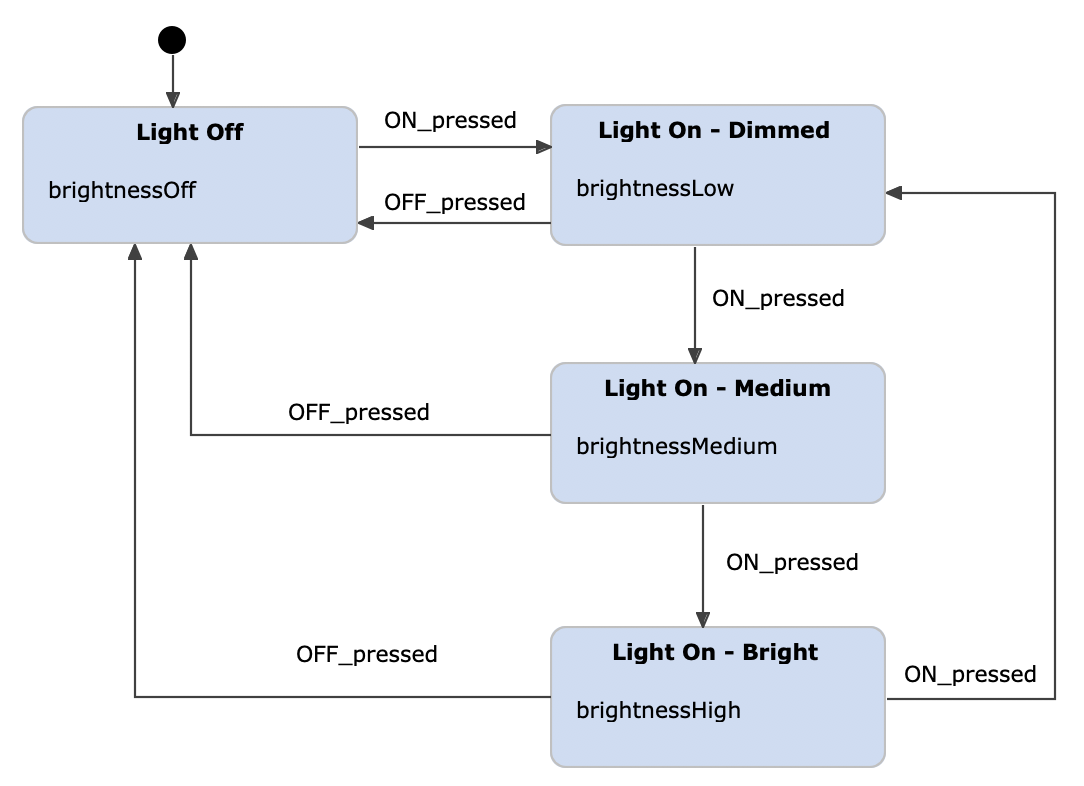 Light Off
brightnessOff
ON_pressed
OFF_pressed
Light On - Dimmed
brightnessLow
ON_pressed
Light On - Medium
brightnessMedium
OFF_pressed
ON_pressed
Light On - Bright
brightnessHigh
OFF_pressed
ON_pressed